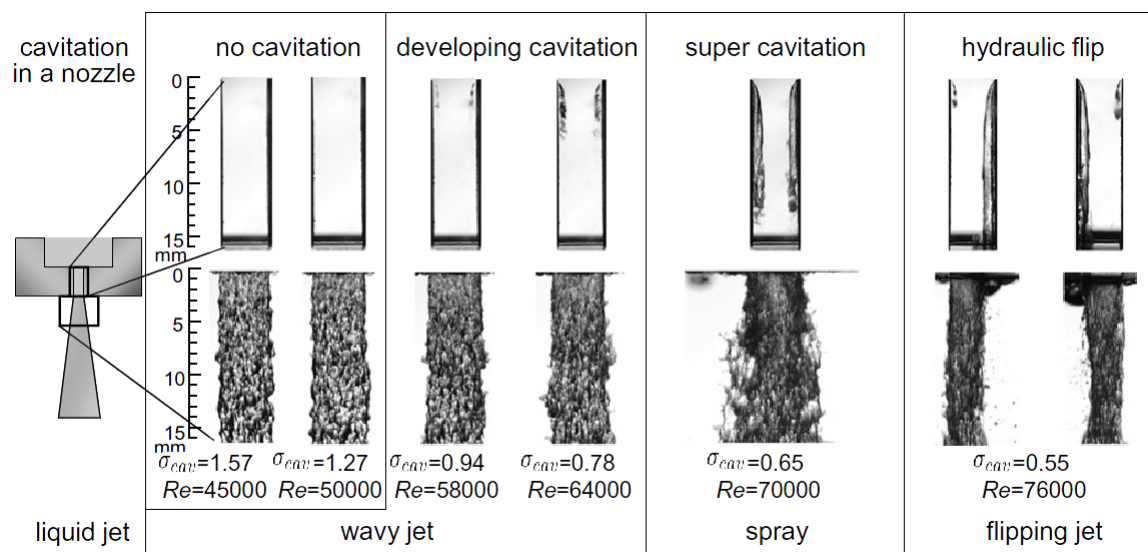 cavitation
in a nozzle
no cavitation
developing cavitation
super cavitation
hydraulic flip
0
5
10
15
mm
0
5
10
15
mm
σcav=1.57
σcav=1.27
σcav=0.94
σcav=0.78
σcav=0.65
σcav=0.55
Re=45000
Re=50000
Re=58000
Re=64000
Re=70000
Re=76000
liquid jet
wavy jet
spray
flipping jet